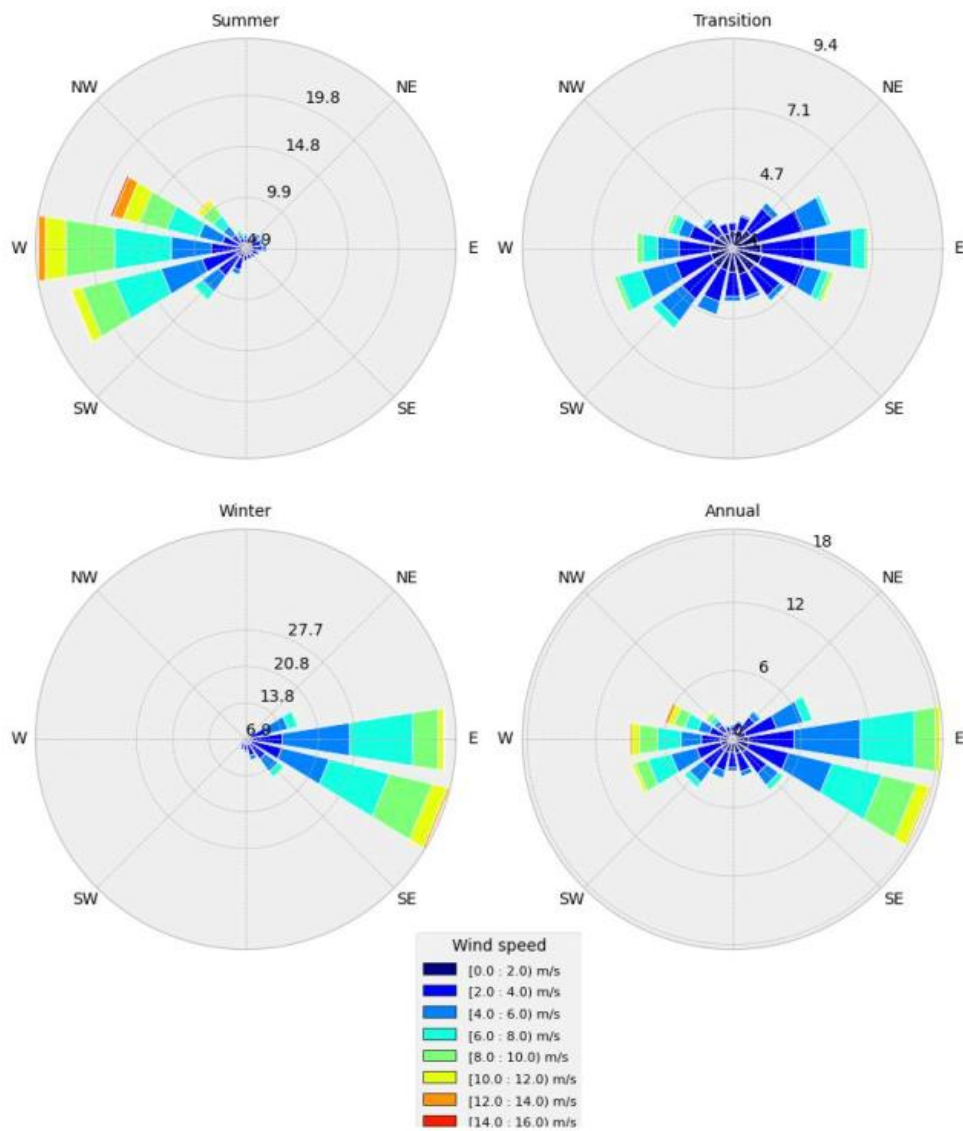 Summer
NW
NE
W
E
SW
SE
19.8
14.8
9.9
4.9
Transition
NW
NE
W
E
SW
SE
9.4
7.1
4.7
Winter
NW
NE
W
E
SW
SE
27.7
20.8
13.8
6.9
Annual
NW
NE
W
E
SW
SE
18
12
6
Wind speed
[0.0 : 2.0) m/s
[2.0 : 4.0) m/s
[4.0 : 6.0) m/s
[6.0 : 8.0) m/s
[8.0 : 10.0) m/s
[10.0 : 12.0) m/s
[12.0 : 14.0) m/s
[14.0 : 16.0) m/s